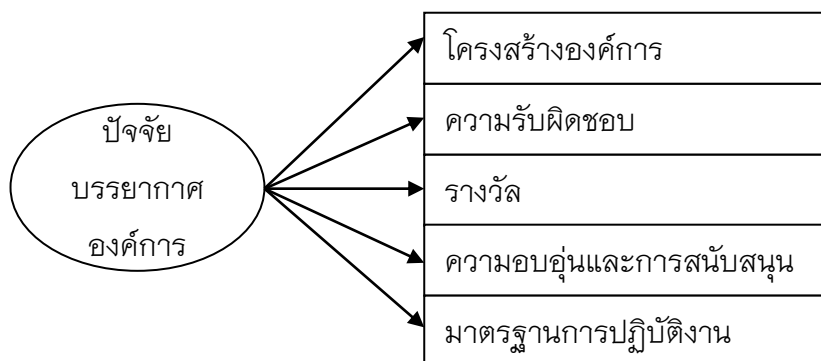 ปัจจัย
บรรยากาศ
องค์การ
โครงสร้างองค์การ
ความรับผิดชอบ
รางวัล
ความอบอุ่นและการสนับสนุน
มาตรฐานการปฏิบัติงาน